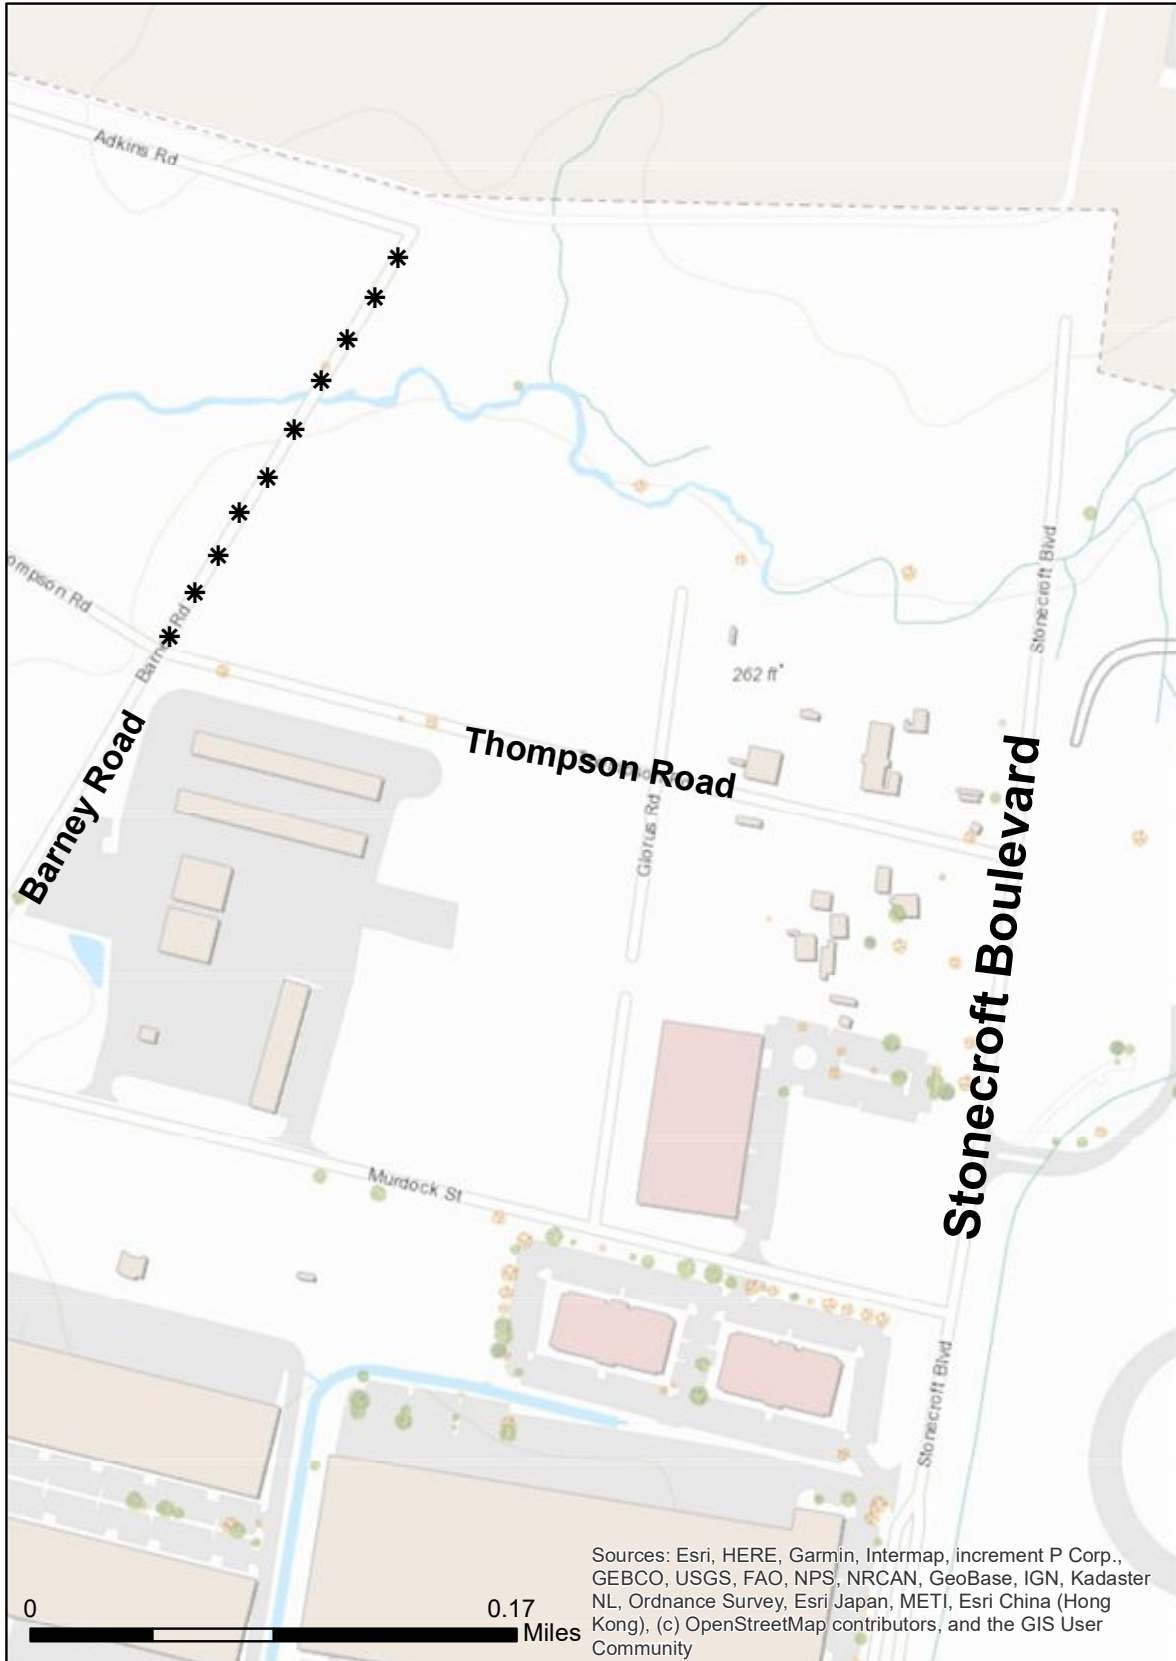 Adkins Rd
Stonecroft Blvd
ompson Rd
Barney Rd
262 ft
Barney Road
Thompson Road
Glorus Rd
Stonecroft Boulevard
Murdock St
Stonecroft Blvd
0 0.17
Miles
Sources: Esri, HERE, Garmin, Intermap, increment P Corp.,
GEBCO, USGS, FAO, NPS, NRCAN, GeoBase, IGN, Kadaster
NL, Ordnance Survey, Esri Japan, METI, Esri China (Hong
Kong), (c) OpenStreetMap contributors, and the GIS User
Community